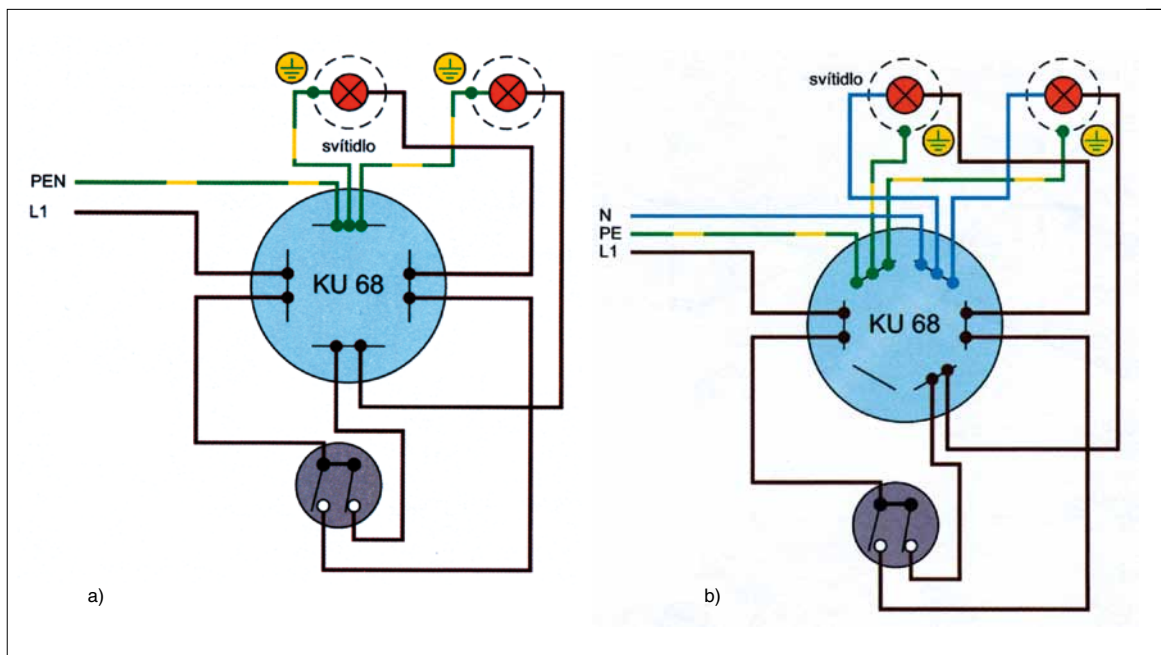 svítidlo
PEN
L1
KU 68
a)
svítidlo
N
PE
L1
KU 68
b)